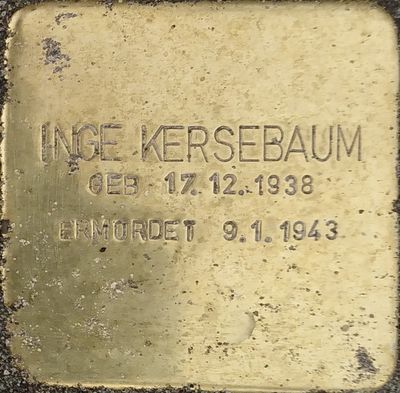 INGE KERSEBAUM
GEB. 17.12.1938
ERMORDET 9.1.1943